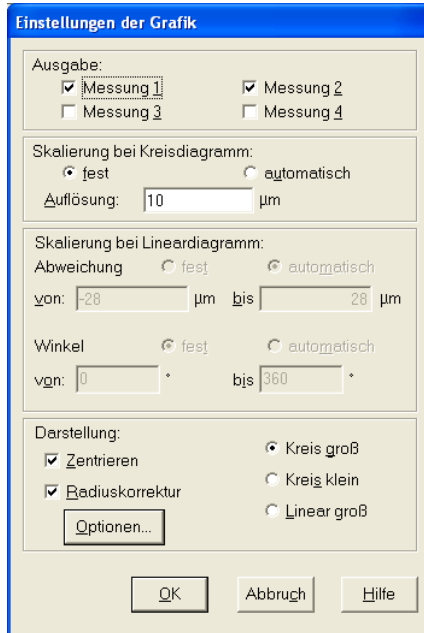 Einstellungen der Grafik
Ausgabe:
Messung 1 Messung 2
Messung 3 Messung 4
Skalierung bei Kreisdiagramm:
fest automatisch
Auflösung: 10 µm
Skalierung bei Lineardiagramm:
Abweichung fest automatisch
von: -28 µm bis 28 µm
Winkel fest automatisch
von: 0 ° bis 360 °
Darstellung:
Zentrieren Kreis groß
Radiuskorrektur Kreis klein
Optionen... Linear groß
OK Abbruch Hilfe